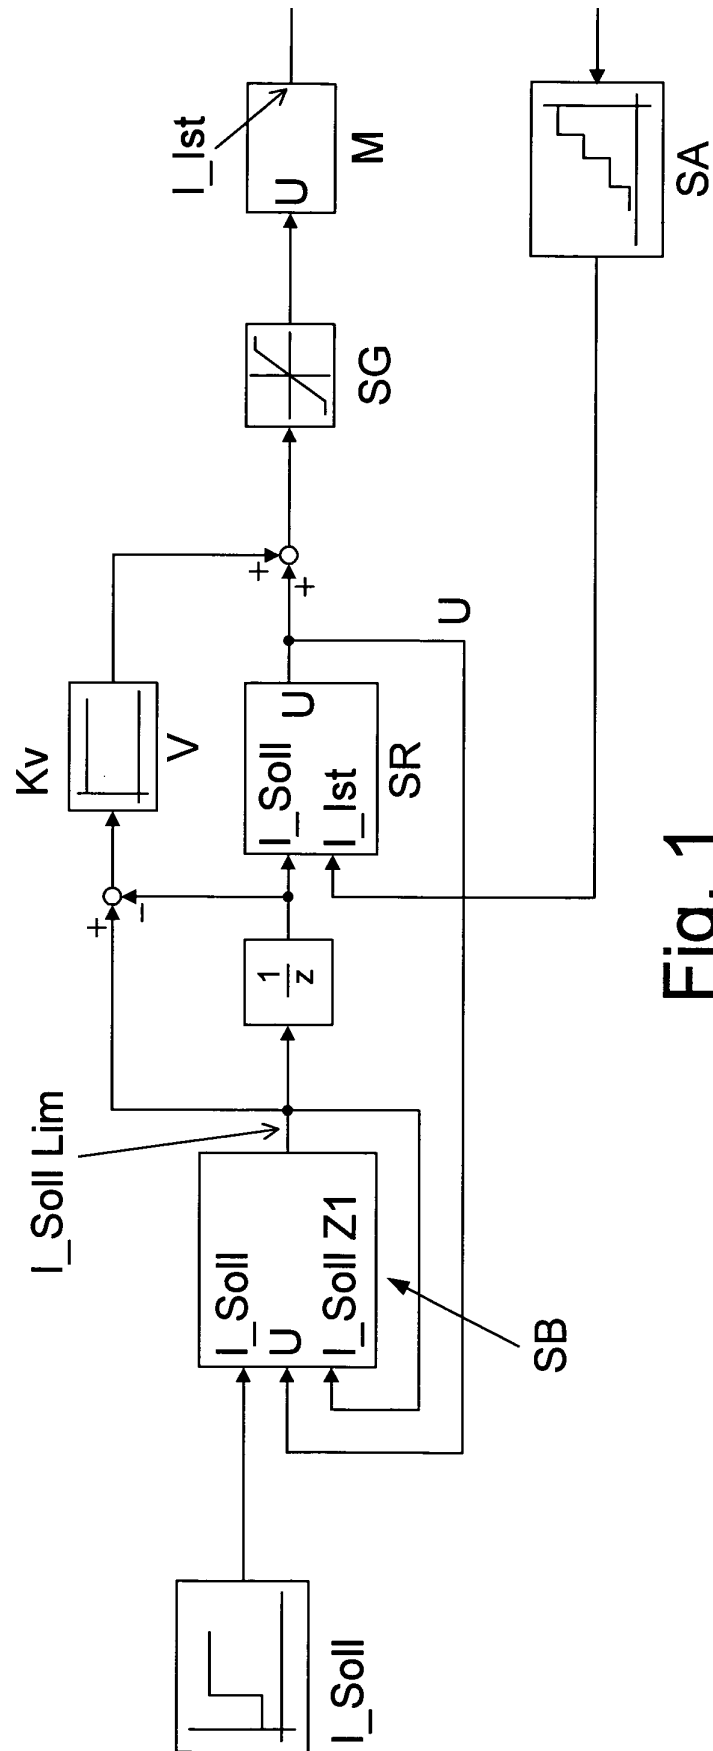 I_Soll
I_Soll
U
I_Soll Z1
SB
I_Soll Lim
1
z
+
-
Kv
V
I_Soll
I_Ist
U
SR
U
+
+
SG
U
M
I_Ist
SA
Fig. 1